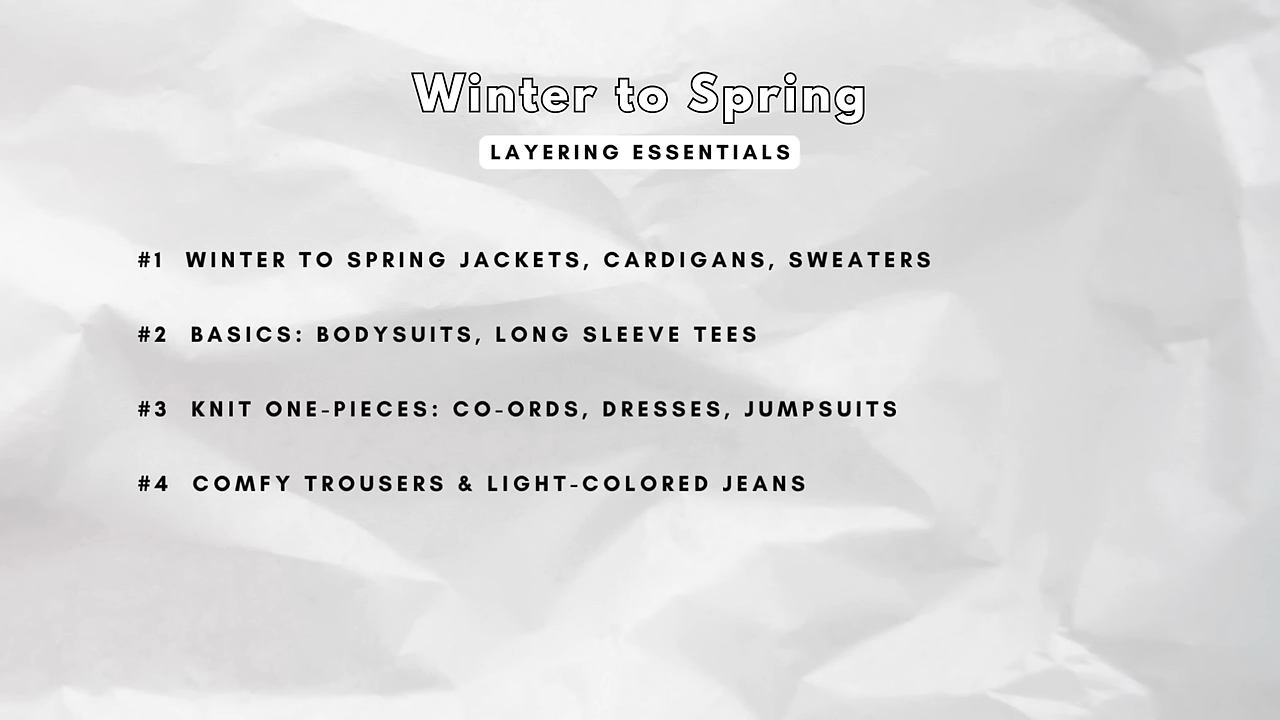 Winter to Spring
LAYERING ESSENTIALS
#1 WINTER TO SPRING JACKETS, CARDIGANS, SWEATERS
#2 BASICS: BODYSUITS, LONG SLEEVE TEES
#3 KNIT ONE-PIECES: CO-ORDS, DRESSES, JUMPSUITS
#4 COMFY TROUSERS & LIGHT-COLORED JEANS